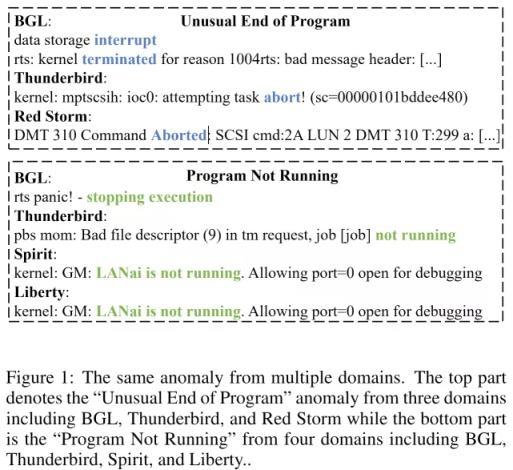 BGL: Unusual End of Program
data storage interrupt
rts: kernel terminated for reason 1004rts: bad message header: [...]
Thunderbird:
kernel: mptscsih: ioc0: attempting task abort! (sc=00000101bddee480)
Red Storm:
DMT 310 Command Aborted; SCSI cmd:2A LUN 2 DMT 310 T:299 a: [...]
BGL: Program Not Running
rts panic! - stopping execution
Thunderbird:
pbs mom: Bad file descriptor (9) in tm request, job [job] not running
Spirit:
kernel: GM: LANai is not running. Allowing port=0 open for debugging
Liberty:
kernel: GM: LANai is not running. Allowing port=0 open for debugging
Figure 1: The same anomaly from multiple domains. The top part
denotes the “Unusual End of Program” anomaly from three domains
including BGL, Thunderbird, and Red Storm while the bottom part
is the “Program Not Running” from four domains including BGL,
Thunderbird, Spirit, and Liberty..